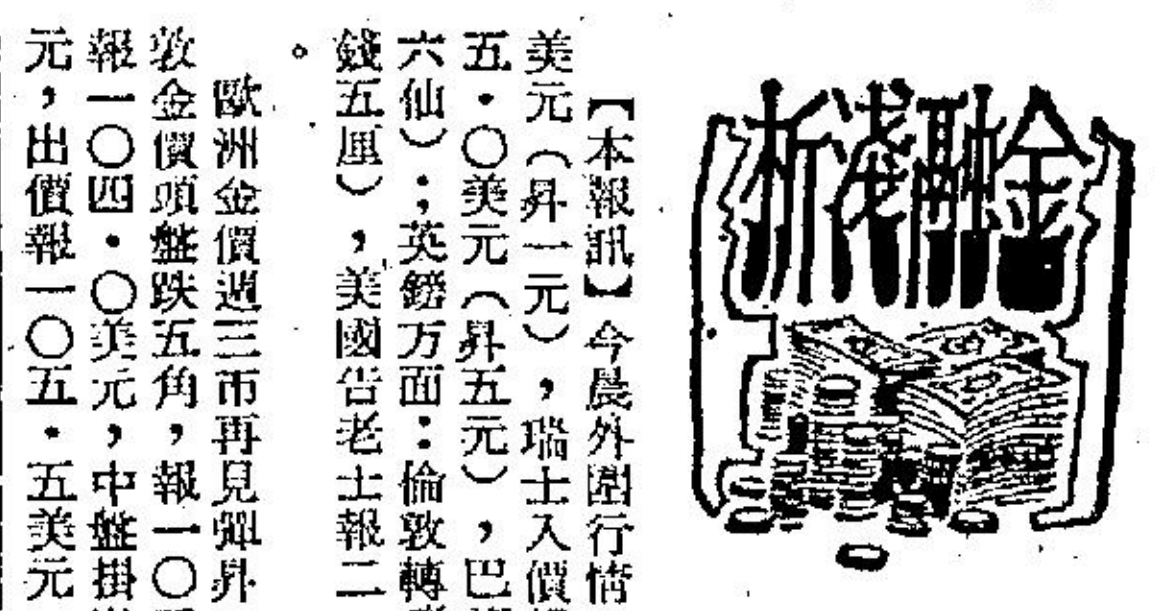 金融淺析
【本報訊】今晨外圍行情
美元（昇一元），瑞士入價
五・〇美元（昇五元），巴
六仙）；英鎊方面：倫敦轉
錢五厘），美國告老士報二
。
歐洲金價週三市再見彈昇
敦金價頭盤跌五角，報一〇
報一〇四・〇美元，中盤掛
元，出價報一〇五・五美元